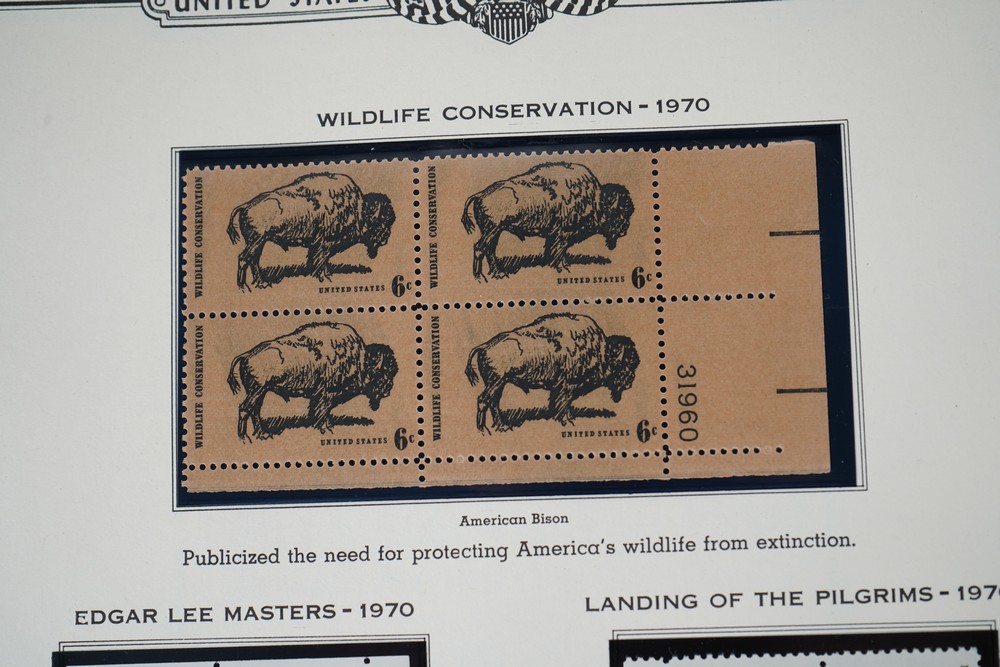 UNITED STATES
WILDLIFE CONSERVATION - 1970
WILDLIFE CONSERVATION
UNITED STATES 6c
WILDLIFE CONSERVATION
UNITED STATES 6c
WILDLIFE CONSERVATION
UNITED STATES 6c
WILDLIFE CONSERVATION
UNITED STATES 6c
31960
American Bison
Publicized the need for protecting America's wildlife from extinction.
EDGAR LEE MASTERS - 1970
LANDING OF THE PILGRIMS - 1970